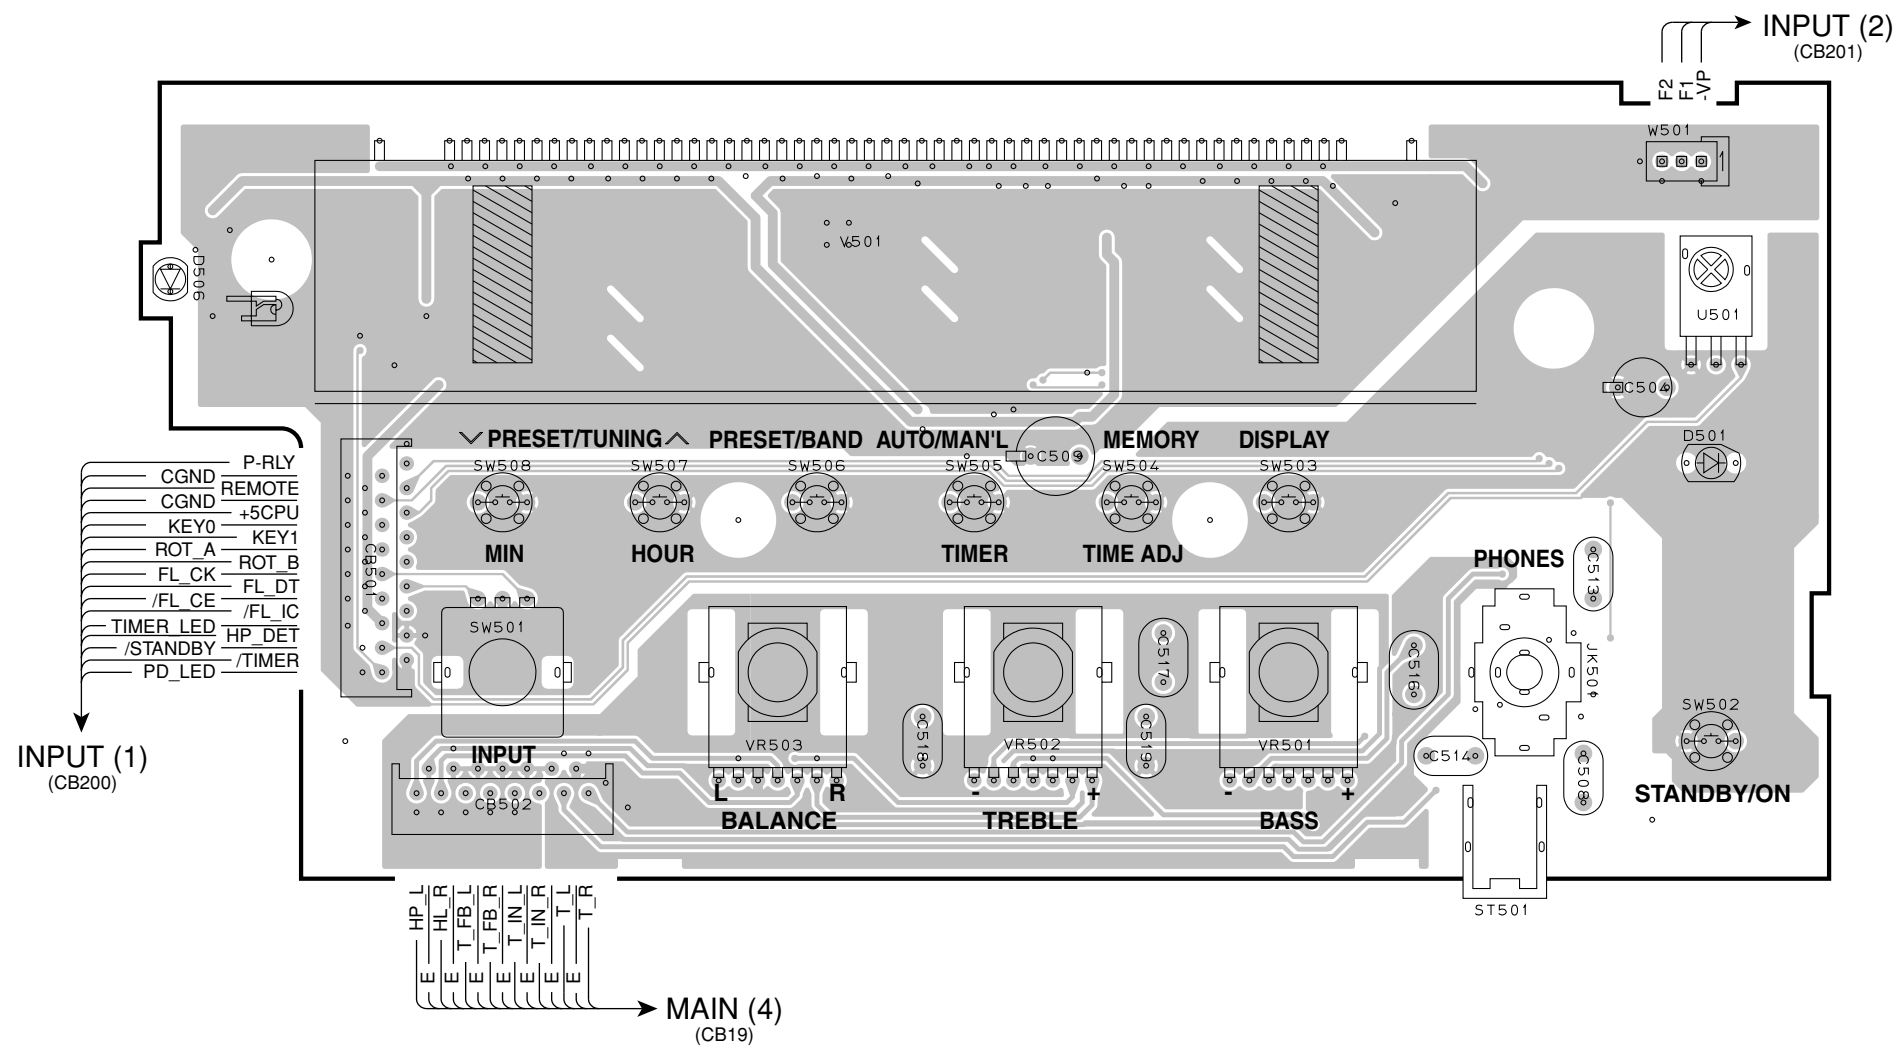 INPUT (2)
(CB201)
F2
F1
-VP
W501
D506
V501
U501
C504
PRESET/TUNING
PRESET/BAND
AUTO/MAN'L
MEMORY
DISPLAY
D501
SW508
SW507
SW506
SW505
C509
SW504
SW503
P-RLY
CGND
REMOTE
CGND
+5CPU
KEY0
KEY1
ROT_A
ROT_B
FL_CK
FL_DT
/FL_CE
/FL_IC
TIMER_LED
HP_DET
/STANDBY
/TIMER
PD_LED
CB501
MIN
HOUR
TIMER
TIME ADJ
PHONES
C513
SW501
C517
C516
JK501
SW502
INPUT (1)
(CB200)
INPUT
VR503
C518
VR502
C519
VR501
C514
C508
CB502
L
R
-
+
-
+
STANDBY/ON
BALANCE
TREBLE
BASS
ST501
HP_L
HL_R
T_FB_L
T_FB_R
T_IN_L
T_IN_R
T_L
T_R
E
E
E
E
E
E
E
MAIN (4)
(CB19)